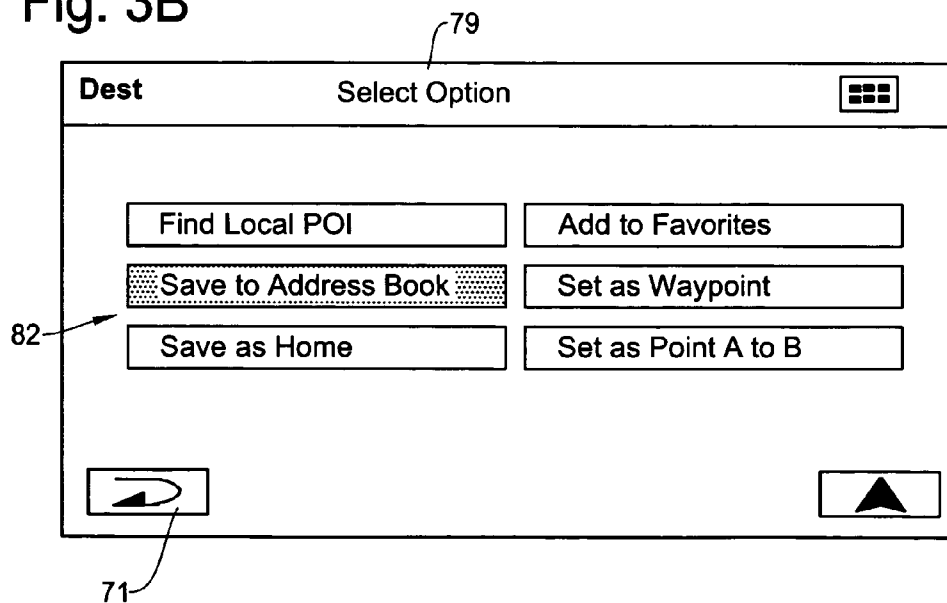 Fig. 3B
79
Dest Select Option
Find Local POI Add to Favorites
Save to Address Book Set as Waypoint
82
Save as Home Set as Point A to B
71